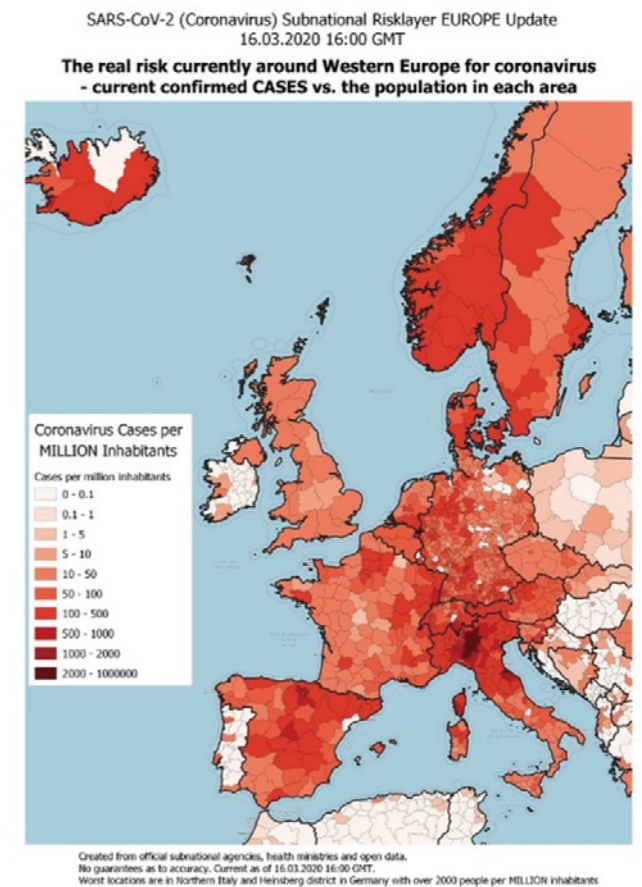 SARS-CoV-2 (Coronavirus) Subnational Risklayer EUROPE Update
16.03.2020 16:00 GMT
The real risk currently around Western Europe for coronavirus
- current confirmed CASES vs. the population in each area
Coronavirus Cases per
MILLION Inhabitants
Cases per million inhabitants
0 - 0.1
0.1 - 1
1 - 5
5 - 10
10 - 50
50 - 100
100 - 500
500 - 1000
1000 - 2000
2000 - 1000000
Created from official subnational agencies, health ministries and open data.
No guarantees as to accuracy. Current as of 16.03.2020 16:00 GMT.
Worst locations are in Northern Italy and Heinsberg district in Germany with over 2000 people per MILLION inhabitants